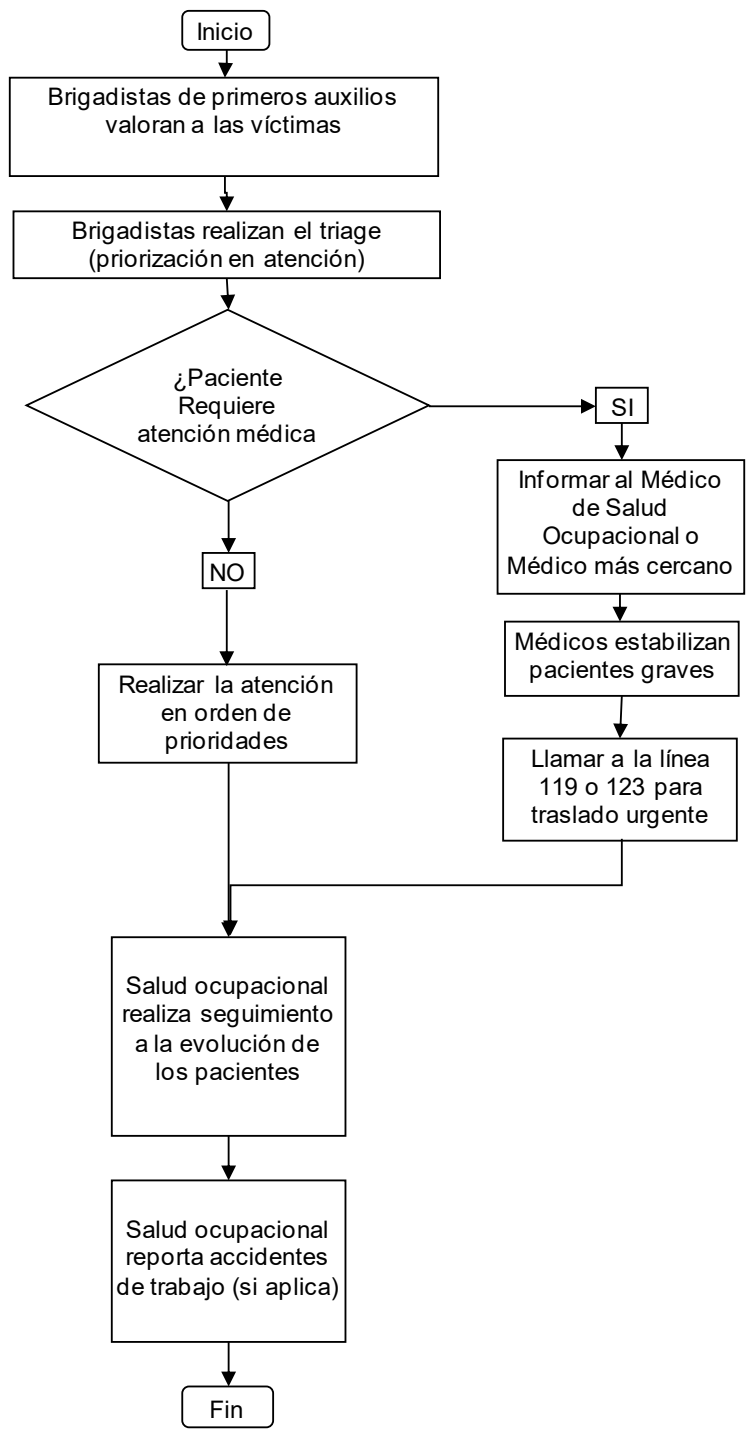 Inicio
Brigadistas de primeros auxilios
valoran a las víctimas
Brigadistas realizan el triage
(priorización en atención)
¿Paciente
Requiere
atención médica
SI
Informar al Médico
de Salud
Ocupacional o
Médico más cercano
Médicos estabilizan
pacientes graves
Llamar a la línea
119 o 123 para
traslado urgente
NO
Realizar la atención
en orden de
prioridades
Salud ocupacional
realiza seguimiento
a la evolución de
los pacientes
Salud ocupacional
reporta accidentes
de trabajo (si aplica)
Fin